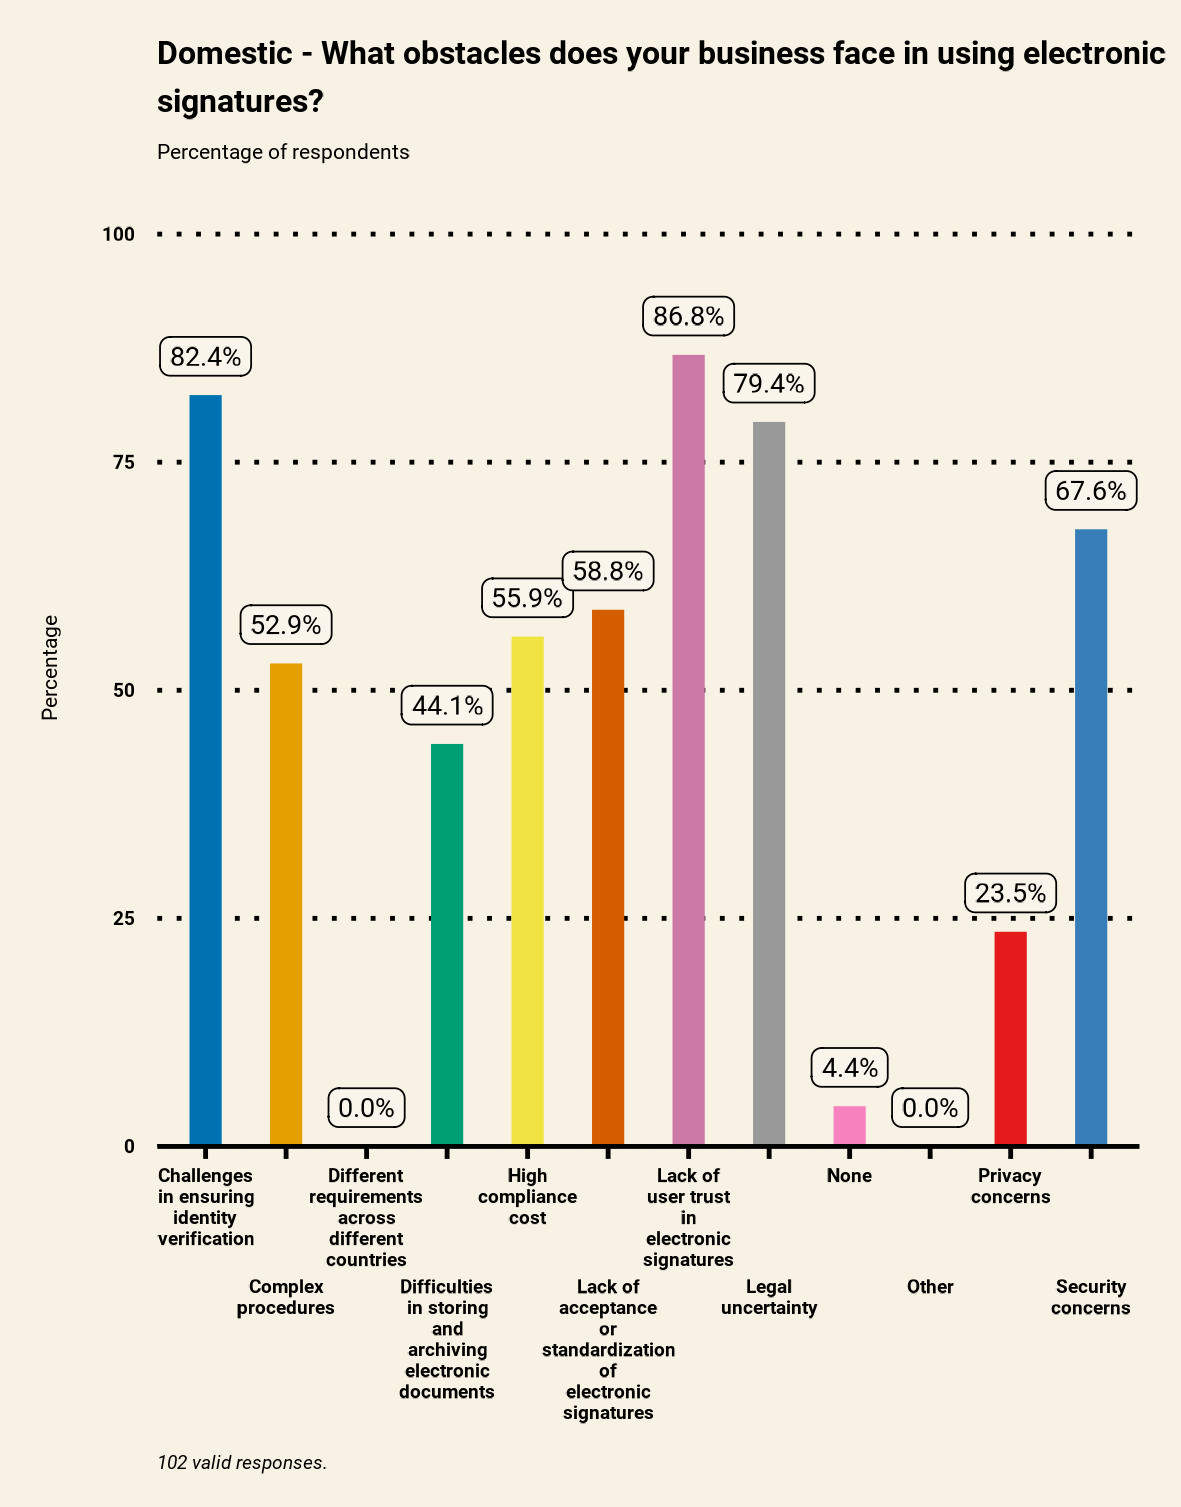 Domestic - What obstacles does your business face in using electronic
signatures?
Percentage of respondents
Percentage
100
75
50
25
0
82.4%
52.9%
0.0%
44.1%
55.9%
58.8%
86.8%
79.4%
4.4%
0.0%
23.5%
67.6%
Challenges
in ensuring
identity
verification
Complex
procedures
Different
requirements
across
different
countries
Difficulties
in storing
and
archiving
electronic
documents
High
compliance
cost
Lack of
acceptance
or
standardization
of
electronic
signatures
Lack of
user trust
in
electronic
signatures
Legal
uncertainty
None
Other
Privacy
concerns
Security
concerns
102 valid responses.